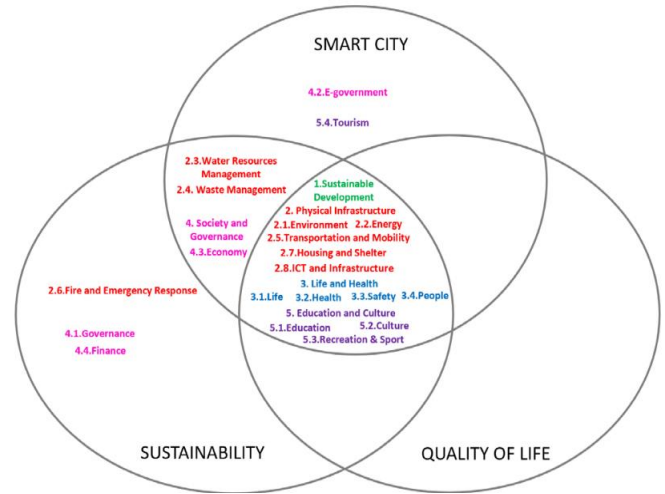 SMART CITY
4.2.E-government
5.4.Tourism
2.3.Water Resources
Management
2.4. Waste Management
1.Sustainable
Development
2. Physical Infrastructure
2.1.Environment 2.2.Energy
4. Society and
Governance
2.5.Transportation and Mobility
4.3.Economy
2.7.Housing and Shelter
2.8.ICT and Infrastructure
3. Life and Health
2.6.Fire and Emergency Response
3.1.Life 3.2.Health 3.3.Safety 3.4.People
5. Education and Culture
5.1.Education 5.2.Culture
5.3.Recreation & Sport
4.1.Governance
4.4.Finance
SUSTAINABILITY
QUALITY OF LIFE